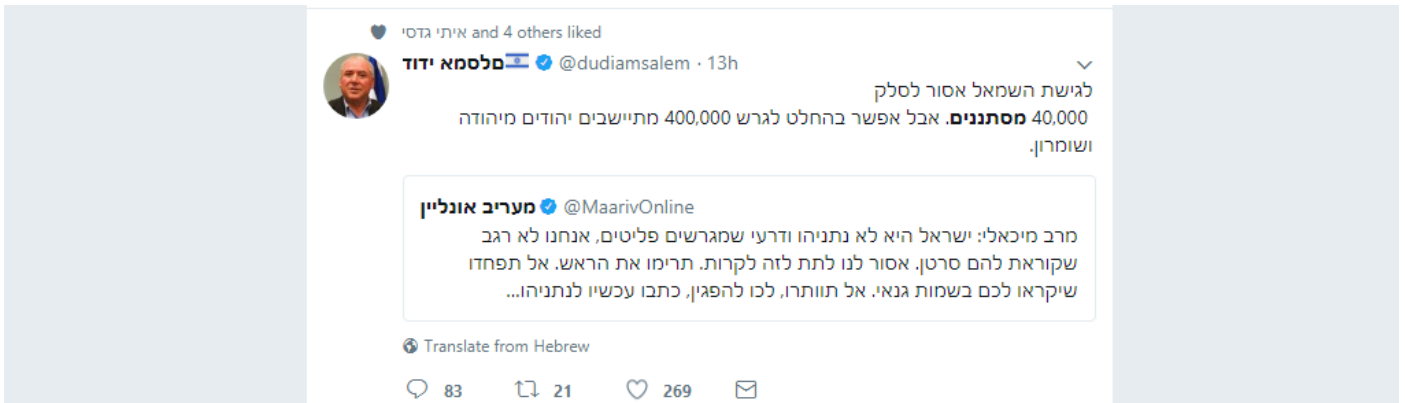 איתי גדסי and 4 others liked
םלסמא ידוד @dudiamsalem · 13h
לגישת השמאל אסור לסלק
40,000 מסתננים. אבל אפשר בהחלט לגרש 400,000 מתיישבים יהודים מיהודה
ושומרון.
מעריב אונליין @MaarivOnline
מרב מיכאלי: ישראל היא לא נתניהו ודרעי שמגרשים פליטים, אנחנו לא רגב
שקוראת להם סרטן. אסור לנו לתת לזה לקרות. תרימו את הראש. אל תפחדו
שיקראו לכם בשמות גנאי. אל תוותרו, לכו להפגין, כתבו עכשיו לנתניהו...
Translate from Hebrew
83 21 269